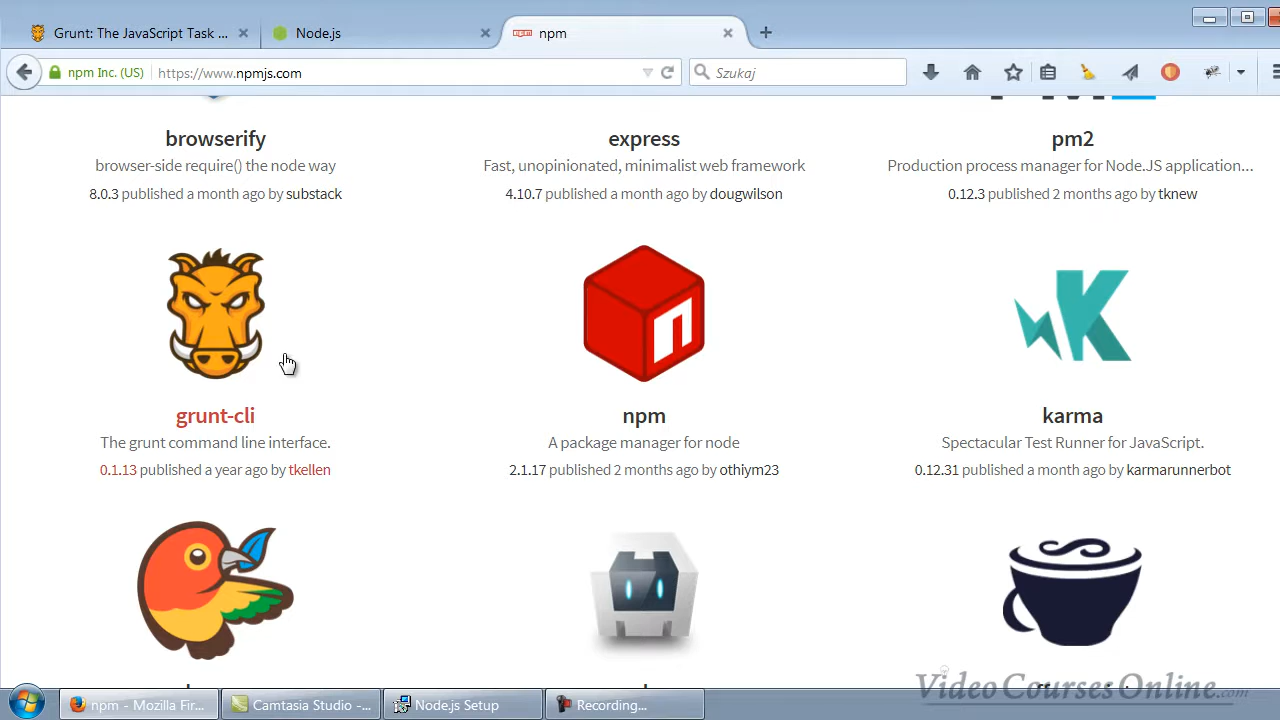 Grunt: The JavaScript Task ...
Node.js
npm
npm Inc. (US)
https://www.npmjs.com
Szukaj
browserify
express
pm2
browser-side require() the node way
Fast, unopinionated, minimalist web framework
Production process manager for Node.JS application...
8.0.3 published a month ago by substack
4.10.7 published a month ago by dougwilson
0.12.3 published 2 months ago by tknew
grunt-cli
npm
karma
The grunt command line interface.
A package manager for node
Spectacular Test Runner for JavaScript.
0.1.13 published a year ago by tkellen
2.1.17 published 2 months ago by othiym23
0.12.31 published a month ago by karmarunnerbot
VideoCoursesOnline.com
npm - Mozilla Fir...
Camtasia Studio -...
Node.js Setup
Recording...